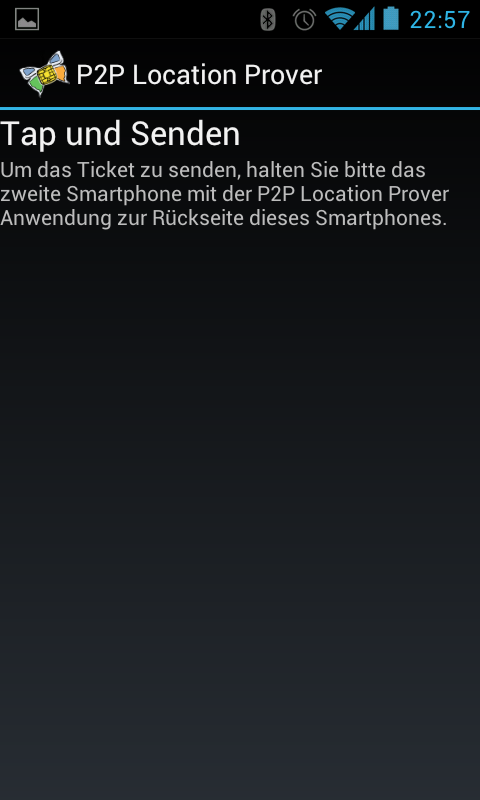 22:57
P2P Location Prover
Tap und Senden
Um das Ticket zu senden, halten Sie bitte das
zweite Smartphone mit der P2P Location Prover
Anwendung zur Rückseite dieses Smartphones.